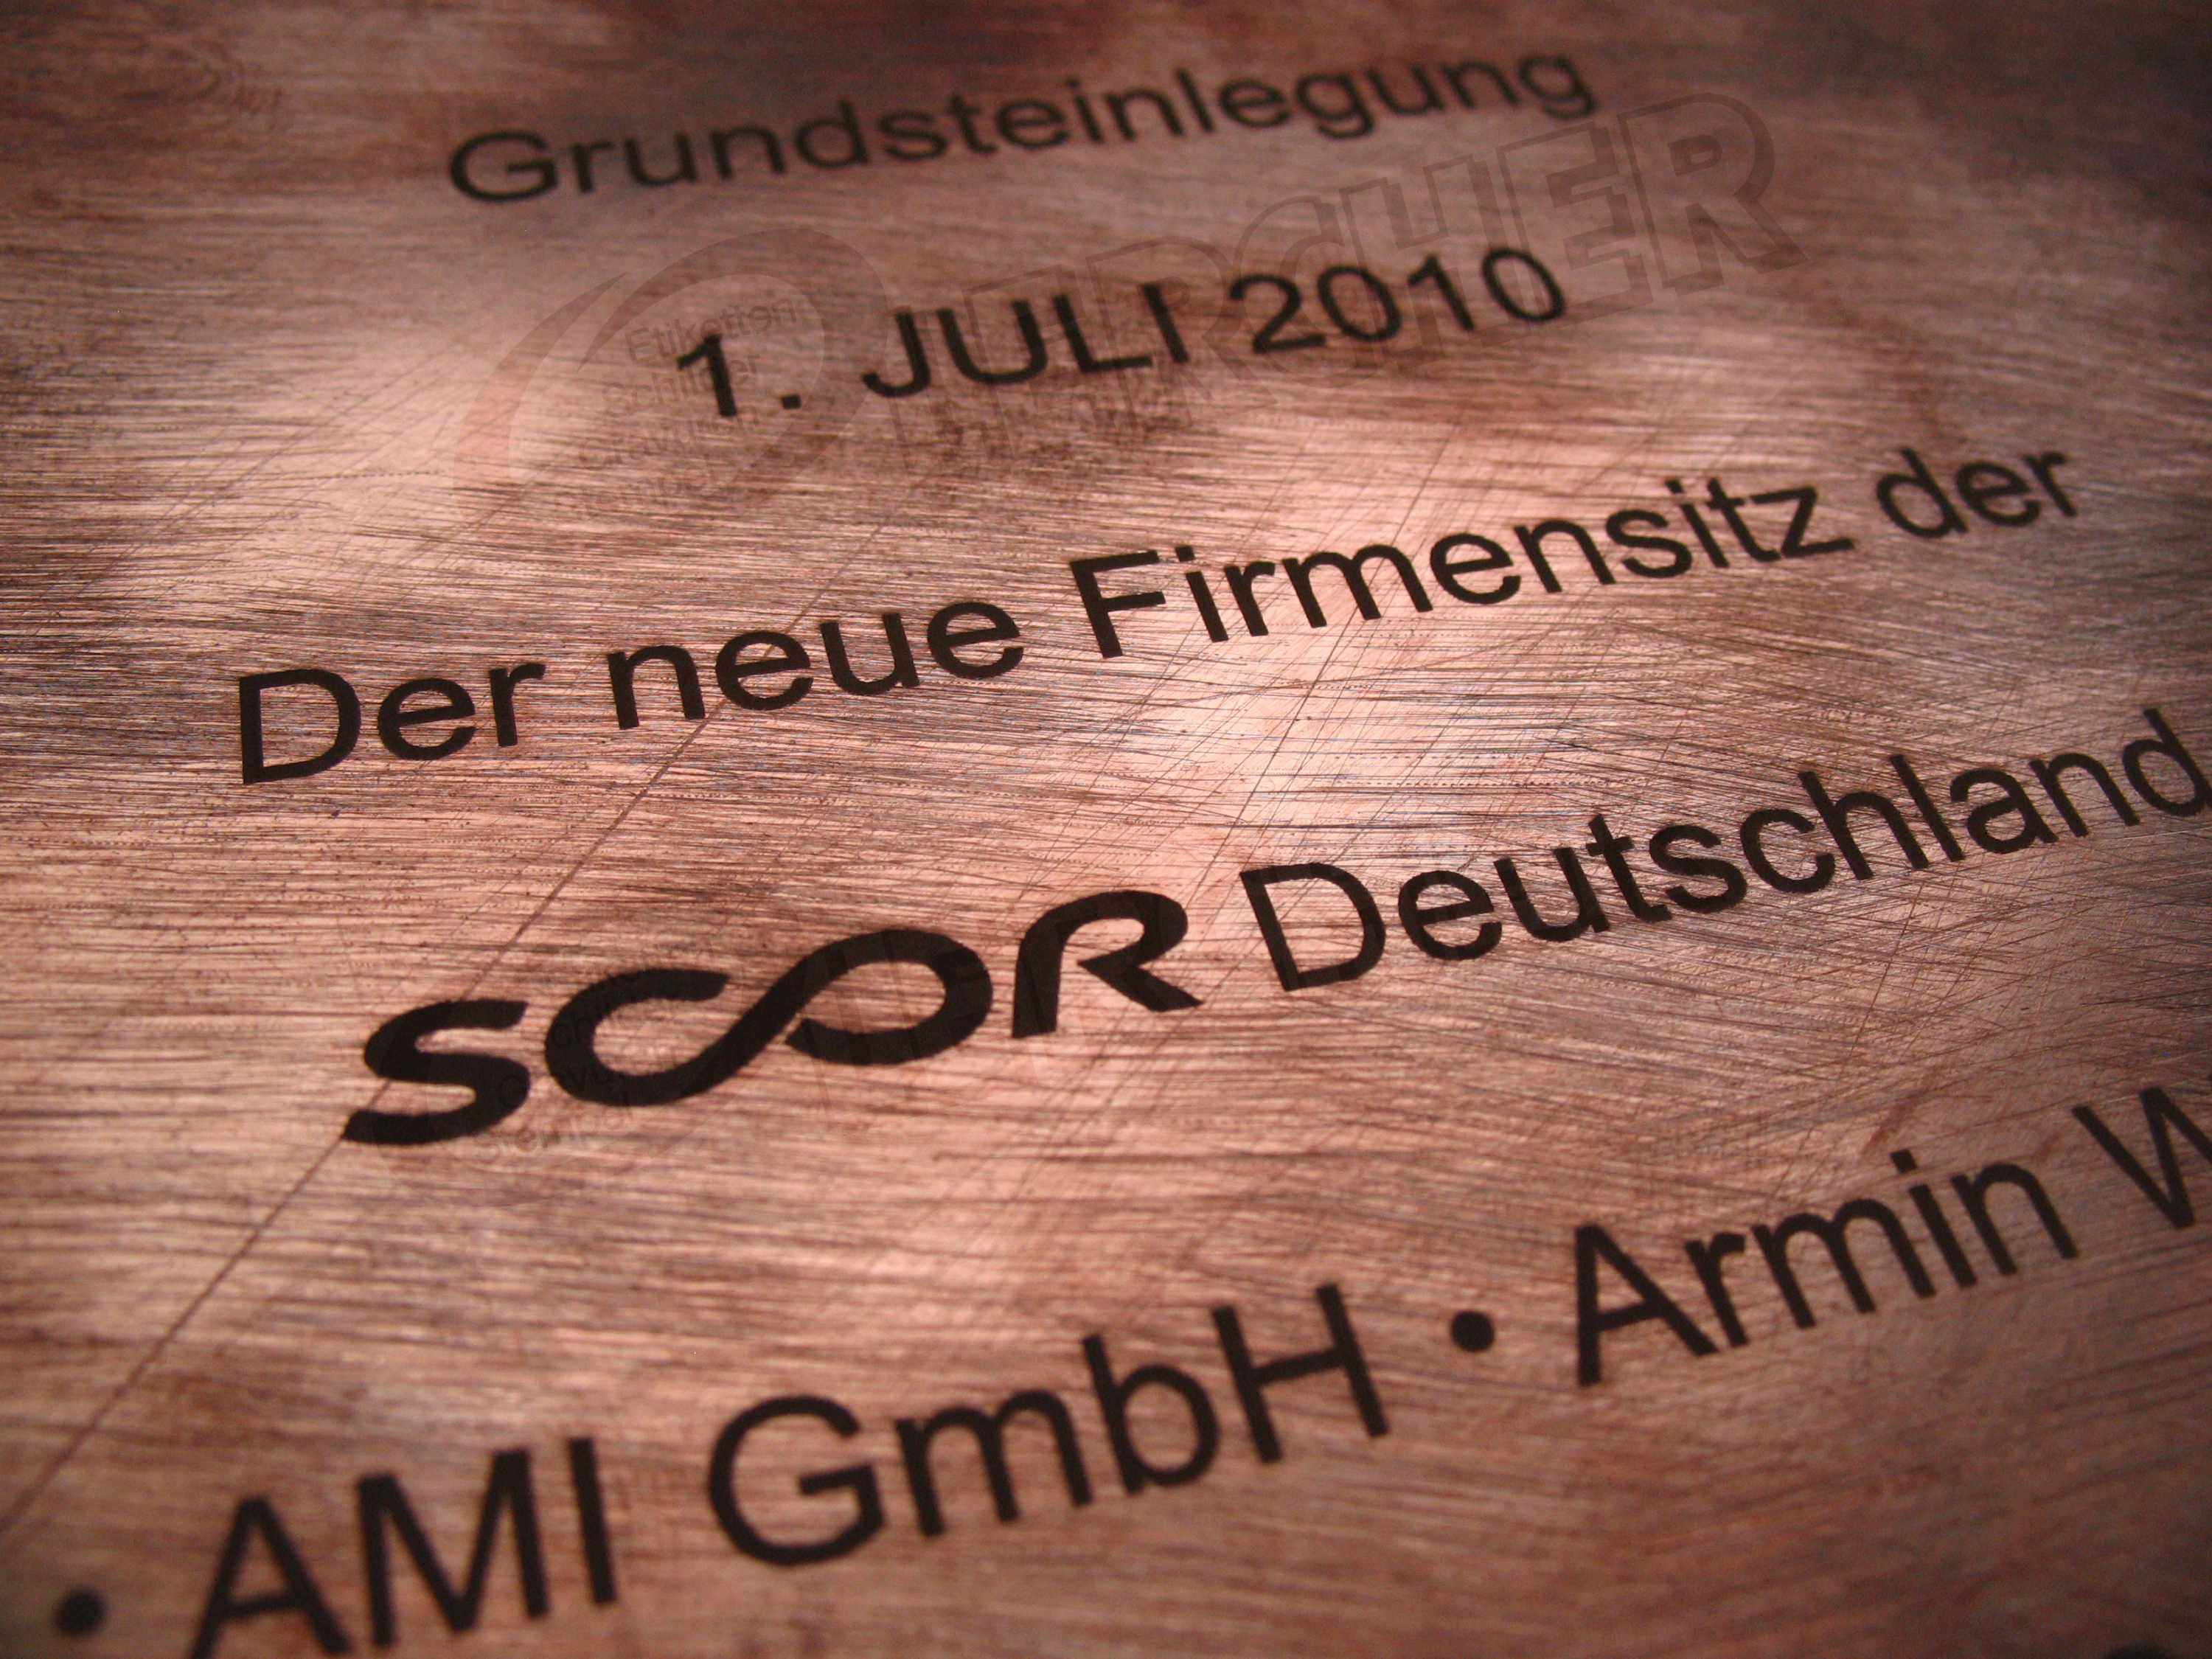 Grundsteinlegung
1. JULI 2010
Der neue Firmensitz der
SCOR Deutschland
• AMI GmbH • Armin